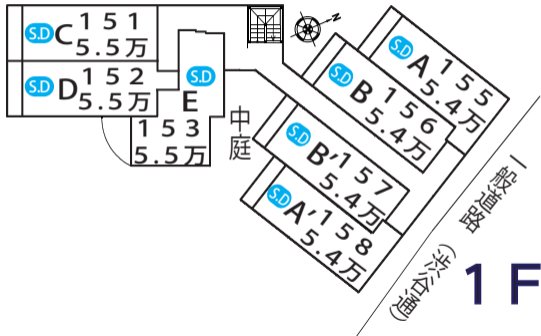 S.D C 151
5.5万
S.D D 152
5.5万
S.D
E
153
5.5万
中庭
N
S.D A 155
5.4万
S.D B 156
5.4万
S.D B' 157
5.4万
S.D A' 158
5.4万
一般道路(渋谷通)
1F